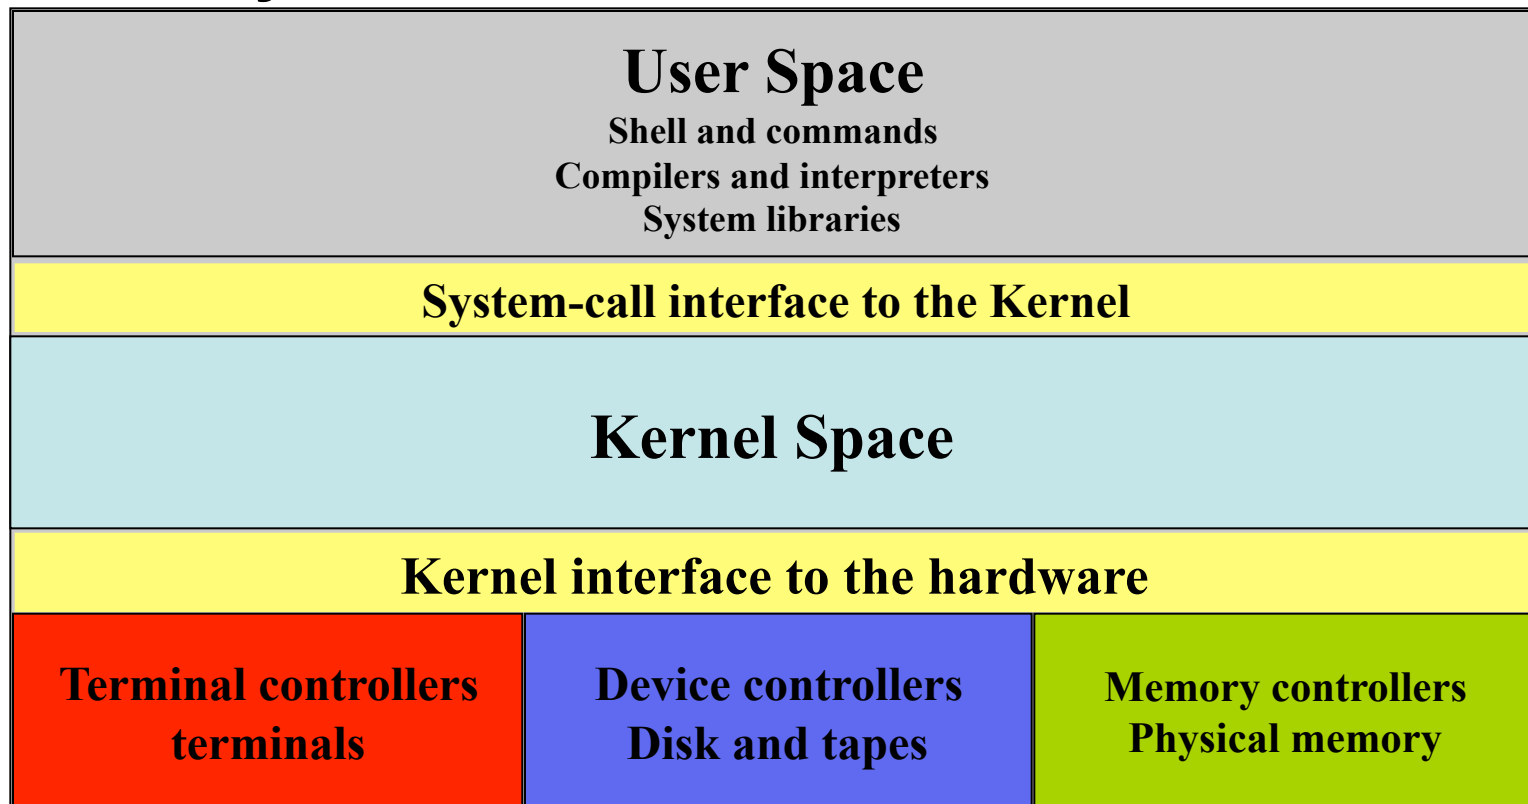 User Space
Shell and commands
Compilers and interpreters
System libraries
System-call interface to the Kernel
Kernel Space
Kernel interface to the hardware
Terminal controllers
terminals
Device controllers
Disk and tapes
Memory controllers
Physical memory